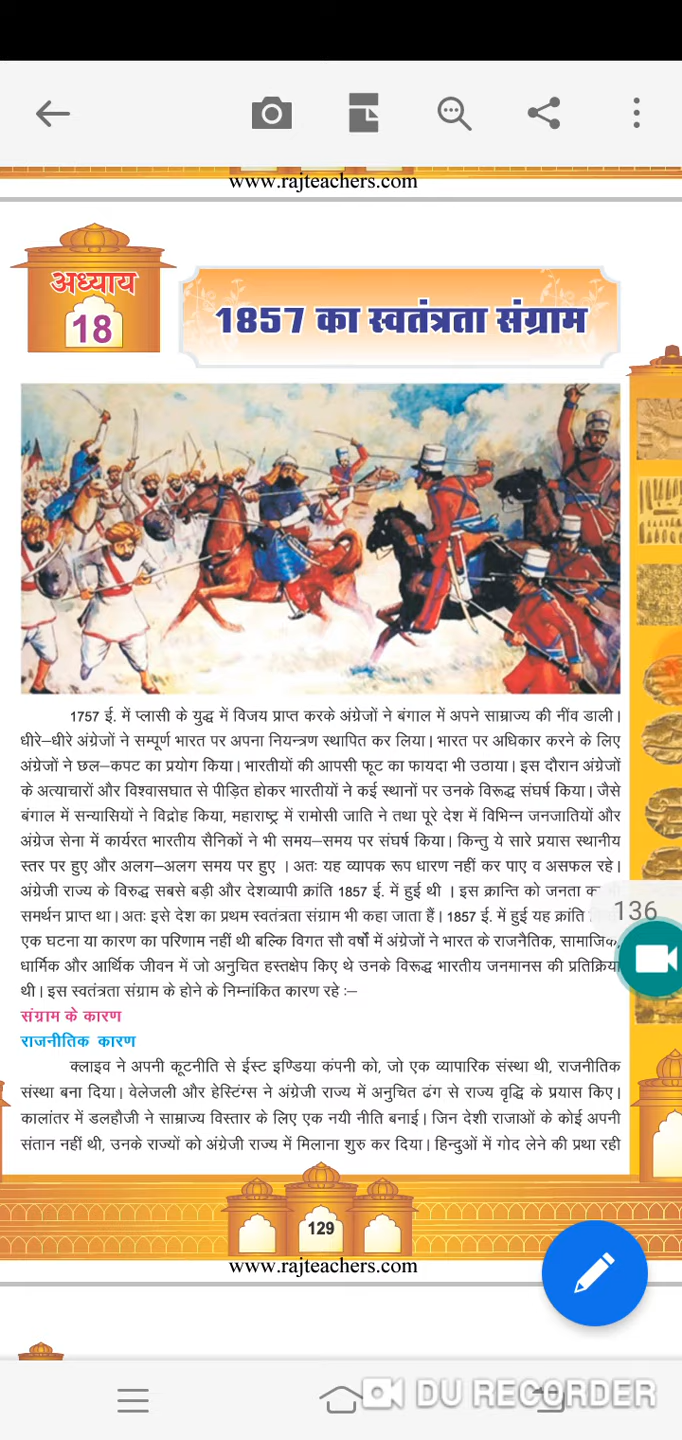 www.rajteachers.com
अध्याय
18
1857 का स्वतंत्रता संग्राम
1757 ई. में प्लासी के युद्ध में विजय प्राप्त करके अंग्रेजों ने बंगाल में अपने साम्राज्य की नींव डाली।
धीरे–धीरे अंग्रेजों ने सम्पूर्ण भारत पर अपना नियन्त्रण स्थापित कर लिया। भारत पर अधिकार करने के लिए
अंग्रेजों ने छल–कपट का प्रयोग किया। भारतीयों की आपसी फूट का फायदा भी उठाया। इस दौरान अंग्रेजों
के अत्याचारों और विश्वासघात से पीड़ित होकर भारतीयों ने कई स्थानों पर उनके विरूद्ध संघर्ष किया। जैसे
बंगाल में सन्यासियों ने विद्रोह किया, महाराष्ट्र में रामोसी जाति ने तथा पूरे देश में विभिन्न जनजातियों और
अंग्रेज सेना में कार्यरत भारतीय सैनिकों ने भी समय–समय पर संघर्ष किया। किन्तु ये सारे प्रयास स्थानीय
स्तर पर हुए और अलग–अलग समय पर हुए । अतः यह व्यापक रूप धारण नहीं कर पाए व असफल रहे।
अंग्रेजी राज्य के विरुद्ध सबसे बड़ी और देशव्यापी क्रांति 1857 ई. में हुई थी । इस क्रान्ति को जनता
समर्थन प्राप्त था। अतः इसे देश का प्रथम स्वतंत्रता संग्राम भी कहा जाता हैं। 1857 ई. में हुई यह क्रांति
136
एक घटना या कारण का परिणाम नहीं थी बल्कि विगत सौ वर्षों में अंग्रेजों ने भारत के राजनैतिक, सामाजिक,
धार्मिक और आर्थिक जीवन में जो अनुचित हस्तक्षेप किए थे उनके विरूद्ध भारतीय जनमानस की प्रतिक्रिया
थी। इस स्वतंत्रता संग्राम के होने के निम्नांकित कारण रहे :–
संग्राम के कारण
राजनीतिक कारण
क्लाइव ने अपनी कूटनीति से ईस्ट इण्डिया कंपनी को, जो एक व्यापारिक संस्था थी, राजनीतिक
संस्था बना दिया। वेलेजली और हेस्टिंग्स ने अंग्रेजी राज्य में अनुचित ढंग से राज्य वृद्धि के प्रयास किए।
कालांतर में डलहौजी ने साम्राज्य विस्तार के लिए एक नयी नीति बनाई। जिन देशी राजाओं के कोई अपनी
संतान नहीं थी, उनके राज्यों को अंग्रेजी राज्य में मिलाना शुरु कर दिया। हिन्दुओं में गोद लेने की प्रथा रही
129
www.rajteachers.com
DU RECORDER